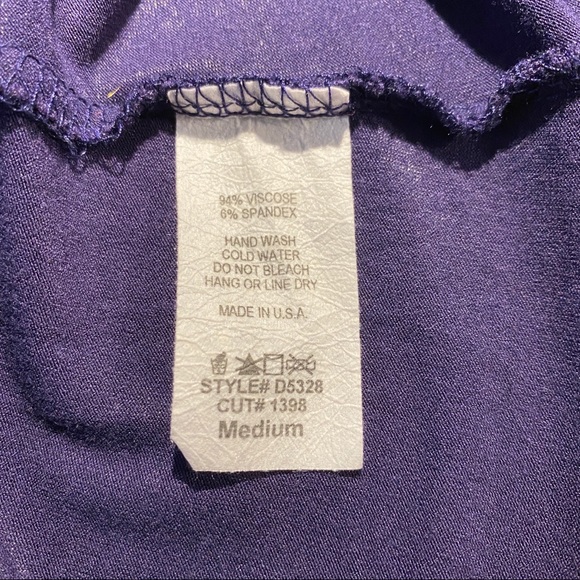 94% VISCOSE
6% SPANDEX
HAND WASH
COLD WATER
DO NOT BLEACH
HANG OR LINE DRY
MADE IN U.S.A.
STYLE# D5328
CUT# 1398
Medium